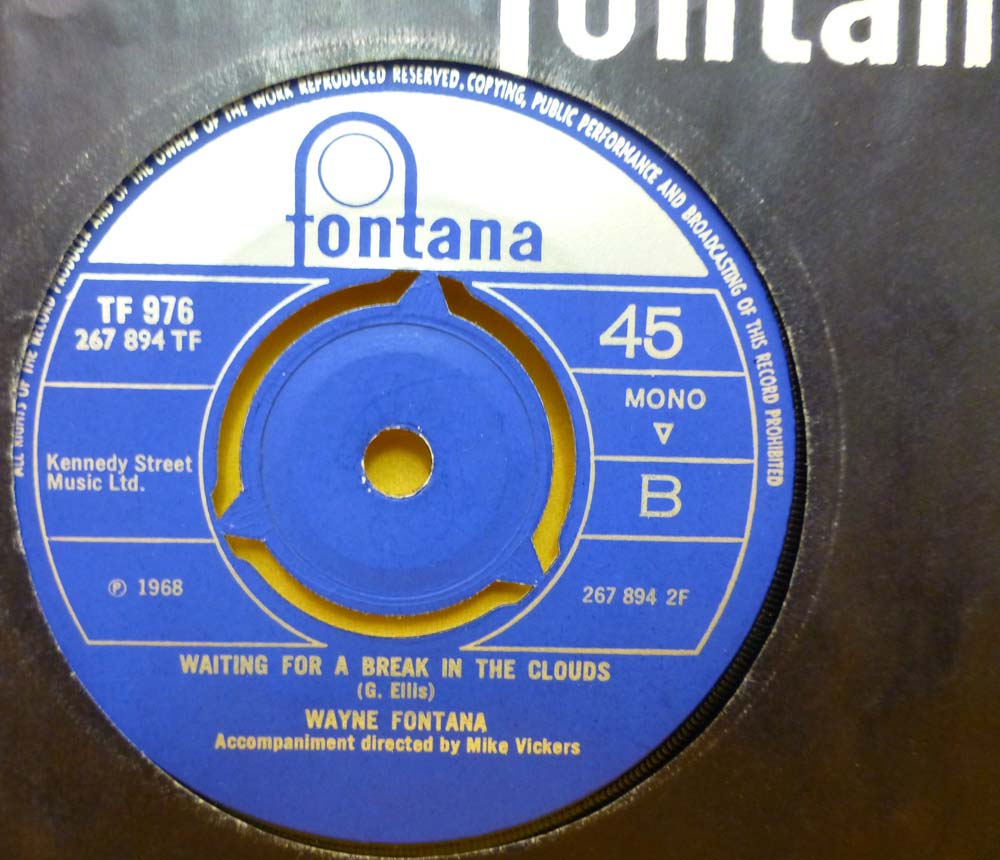 fontan
ALL RIGHTS OF THE RECORD PRODUCER AND OF THE OWNER OF THE WORK REPRODUCED RESERVED. COPYING, PUBLIC PERFORMANCE AND BROADCASTING OF THIS RECORD PROHIBITED
fontana
TF 976
267 894 TF
45
MONO
Kennedy Street
Music Ltd.
B
℗ 1968
267 894 2F
WAITING FOR A BREAK IN THE CLOUDS
(G. Ellis)
WAYNE FONTANA
Accompaniment directed by Mike Vickers